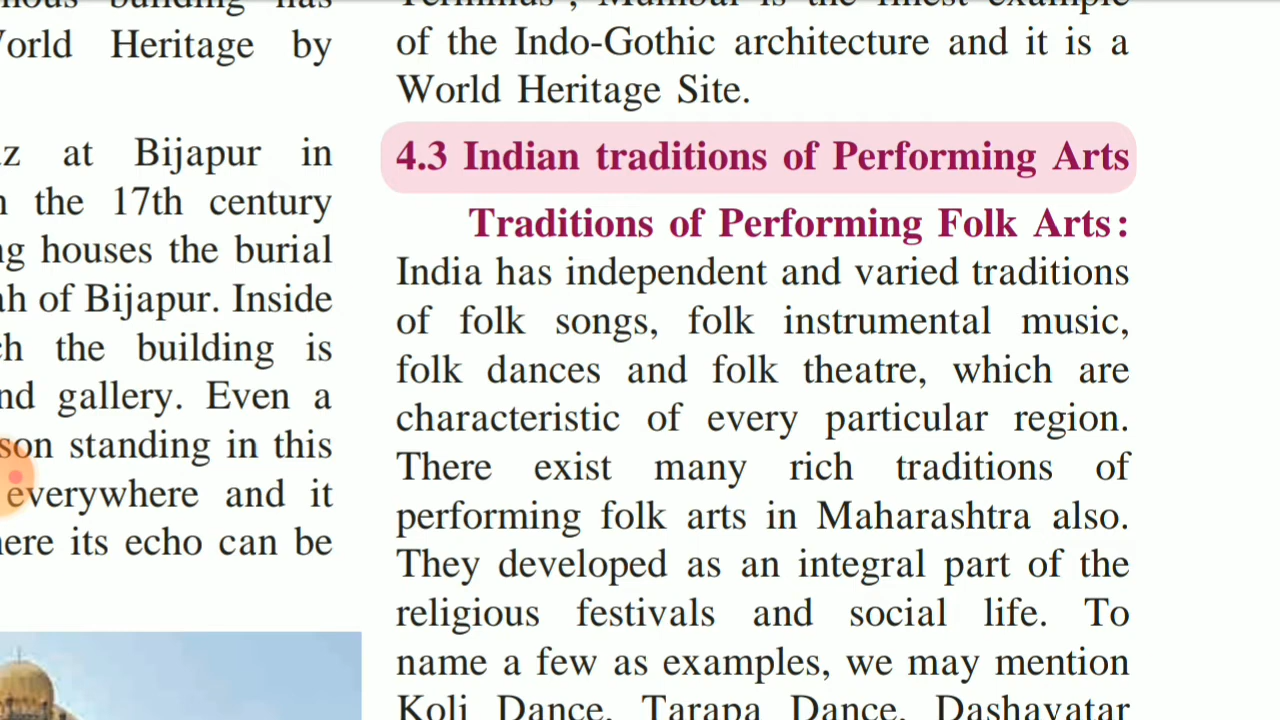 World Heritage by
at Bijapur in
the 17th century
houses the burial
of Bijapur. Inside
the building is
gallery. Even a
standing in this
everywhere and it
its echo can be
of the Indo-Gothic architecture and it is a
World Heritage Site.
4.3 Indian traditions of Performing Arts
Traditions of Performing Folk Arts:
India has independent and varied traditions
of folk songs, folk instrumental music,
folk dances and folk theatre, which are
characteristic of every particular region.
There exist many rich traditions of
performing folk arts in Maharashtra also.
They developed as an integral part of the
religious festivals and social life. To
name a few as examples, we may mention
Koli Dance, Tarapa Dance, Dashavatar